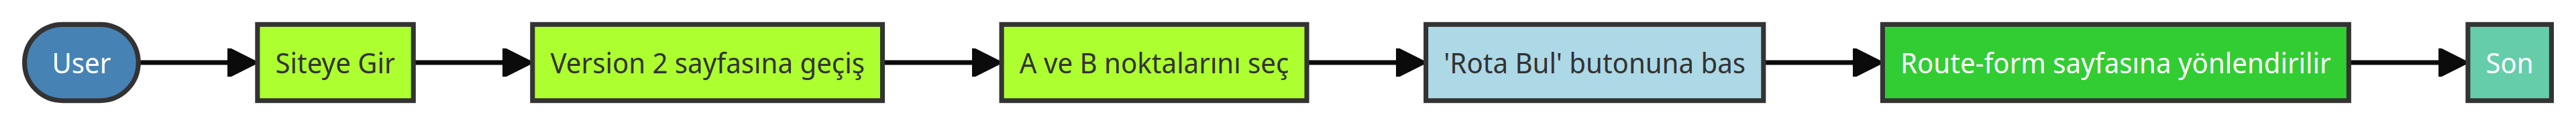 User
Siteye Gir
Version 2 sayfasına geçiş
A ve B noktalarını seç
'Rota Bul' butonuna bas
Route-form sayfasına yönlendirilir
Son